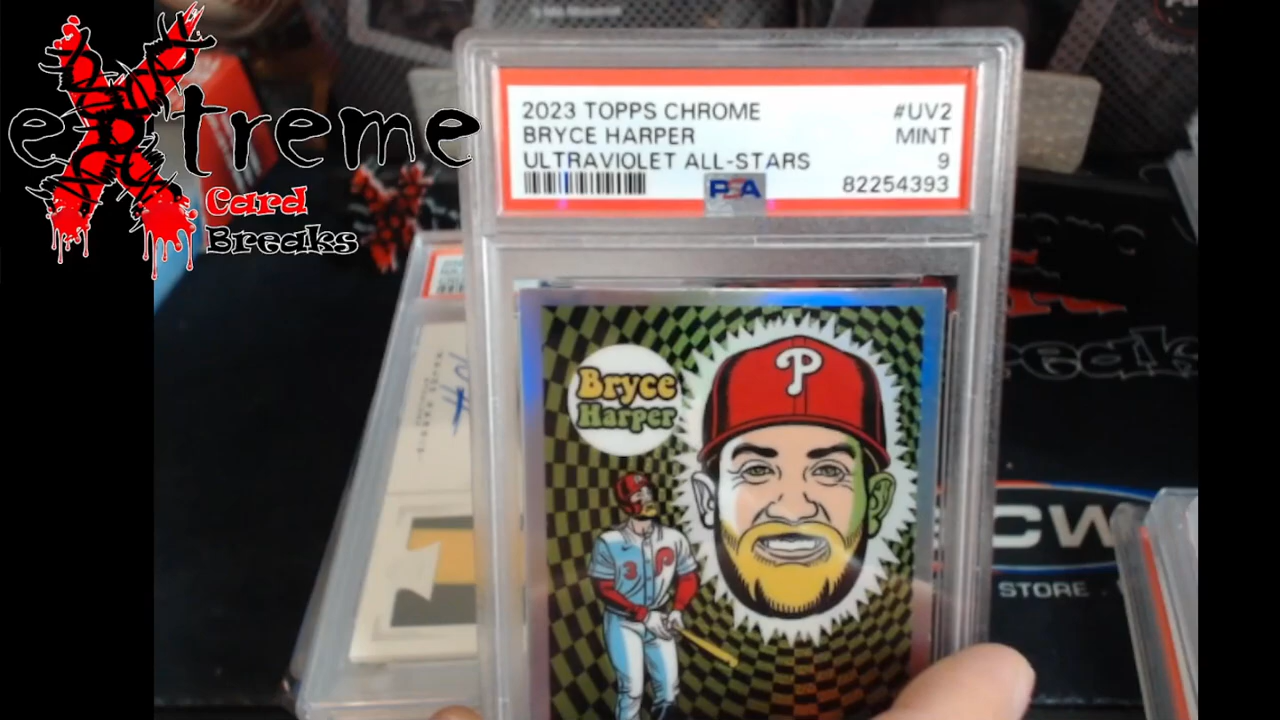 eXtreme
Card
Breaks
2023 TOPPS CHROME #UV2
BRYCE HARPER MINT
ULTRAVIOLET ALL-STARS 9
PSA 82254393
Bryce
Harper
P
3 P
CW
STORE